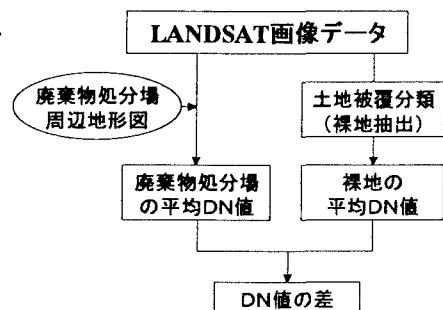 LANDSAT画像データ
廃棄物処分場
周辺地形図
土地被覆分類
(裸地抽出)
廃棄物処分場
の平均DN値
裸地の
平均DN値
DN値の差